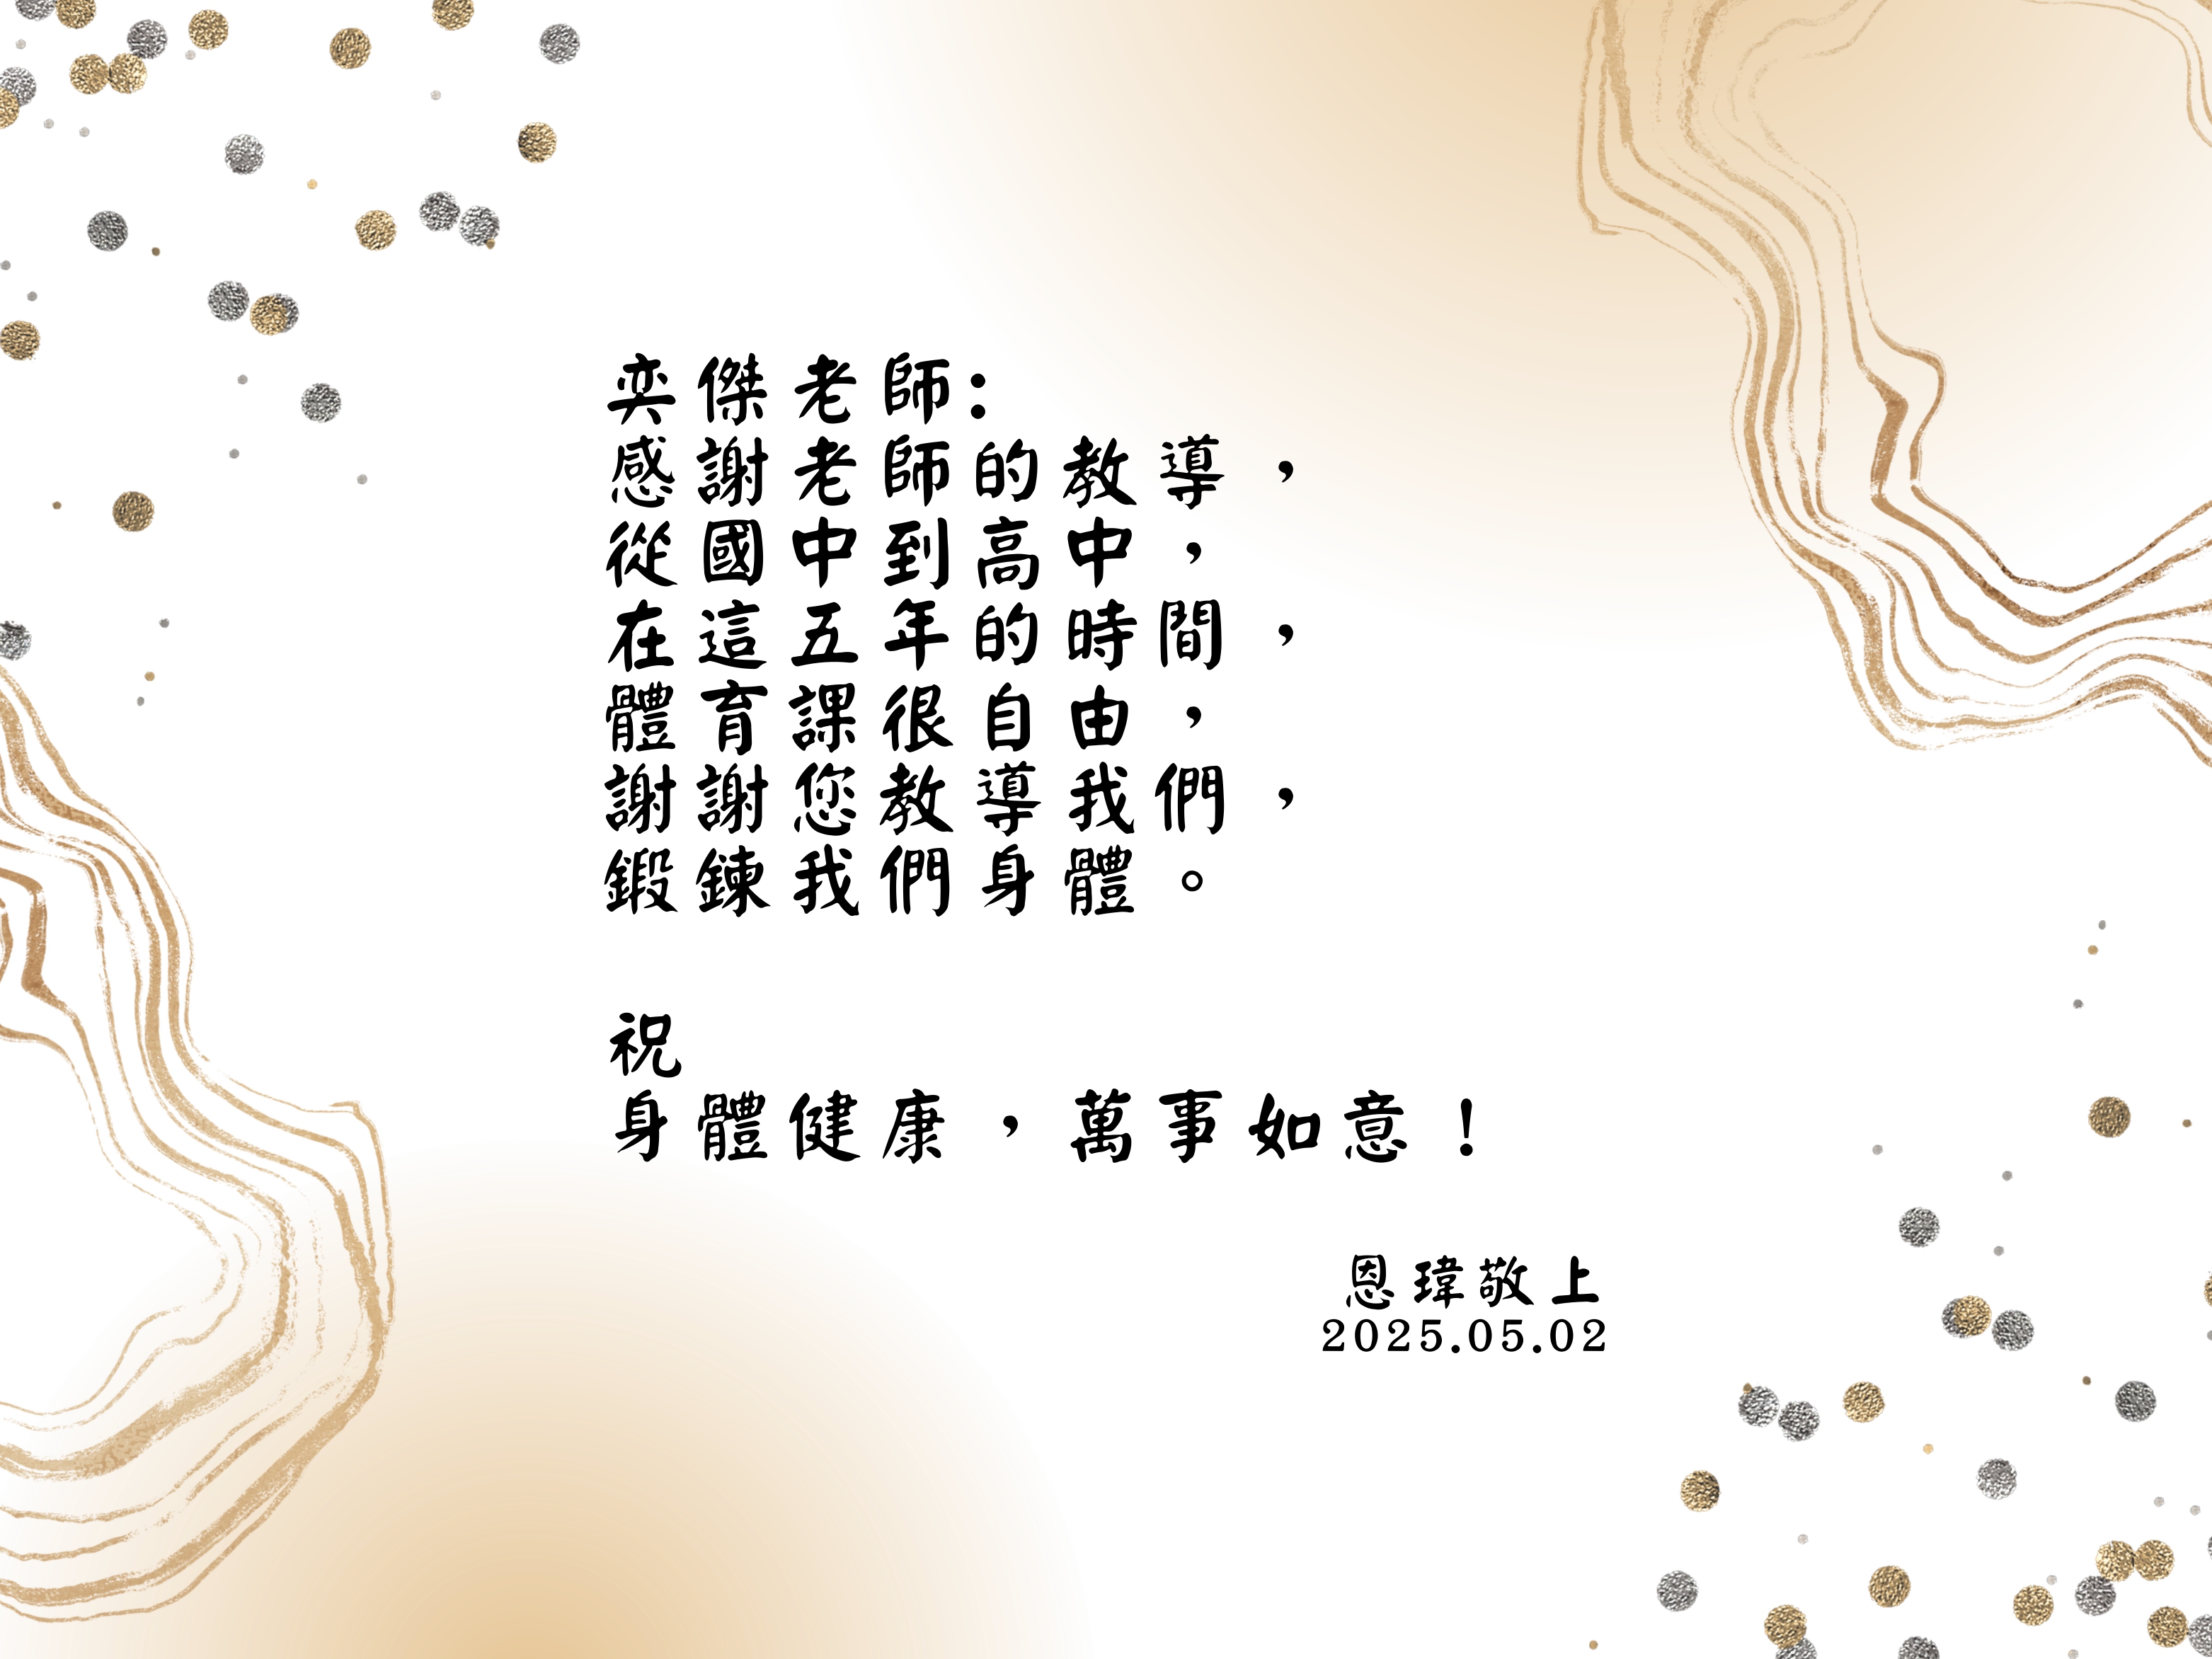 奕傑老師:
感謝老師的教導，
從國中到高中，
在這五年的時間，
體育課很自由，
謝謝您教導我們，
鍛鍊我們身體。
祝
身體健康，萬事如意！
恩瑋敬上
2025.05.02